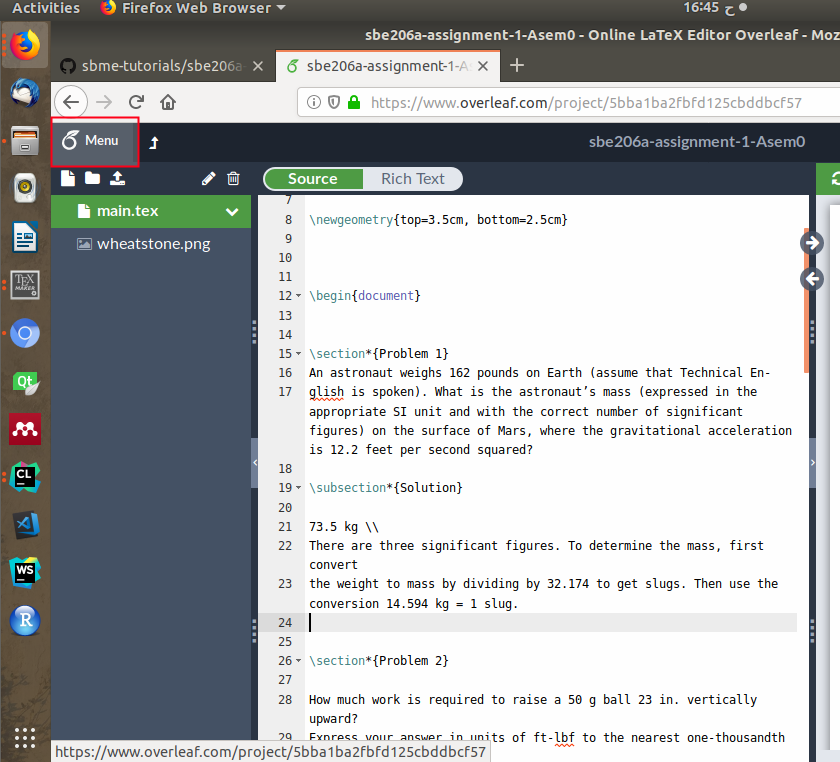 Activities
Firefox Web Browser
16:45 ح
sbe206a-assignment-1-Asem0 - Online LaTeX Editor Overleaf - Moz
sbme-tutorials/sbe206a
sbe206a-assignment-1-A
https://www.overleaf.com/project/5bba1ba2fbfd125cbddbcf57
Menu
sbe206a-assignment-1-Asem0
Source
Rich Text
main.tex
wheatstone.png
7
8 \newgeometry{top=3.5cm, bottom=2.5cm}
9
10
11
12 \begin{document}
13
14
15 \section*{Problem 1}
16 An astronaut weighs 162 pounds on Earth (assume that Technical En-
17 glish is spoken). What is the astronaut’s mass (expressed in the
appropriate SI unit and with the correct number of significant
figures) on the surface of Mars, where the gravitational acceleration
is 12.2 feet per second squared?
18
19 \subsection*{Solution}
20
21 73.5 kg \\
22 There are three significant figures. To determine the mass, first
convert
23 the weight to mass by dividing by 32.174 to get slugs. Then use the
conversion 14.594 kg = 1 slug.
24
25
26 \section*{Problem 2}
27
28 How much work is required to raise a 50 g ball 23 in. vertically
upward?
29 Express your answer in units of ft-lbf to the nearest one-thousandth
https://www.overleaf.com/project/5bba1ba2fbfd125cbddbcf57
TEX
MAKER
Qt
CL
WS
R